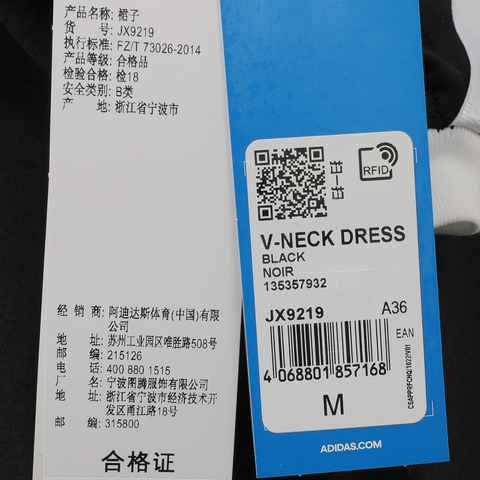 产品名称: 裙子
货 号: JX9219
执行标准: FZ/T 73026-2014
产品等级: 合格品
检验合格: 检18
安全类别: B类
产 地: 浙江省宁波市
经 销 商: 阿迪达斯体育(中国)有限公司
地 址: 苏州工业园区唯胜路508号
邮 编: 215126
电 话: 400 880 1515
厂 名: 宁波图腾服饰有限公司
地 址: 浙江省宁波市经济技术开发区甬江路18号
邮 编: 315800
合格证
RFID
V-NECK DRESS
BLACK
NOIR
135357932
JX9219 A36
EAN
4 068801 857168
M
CSAPPRFCHQ/1022V01
ADIDAS.COM